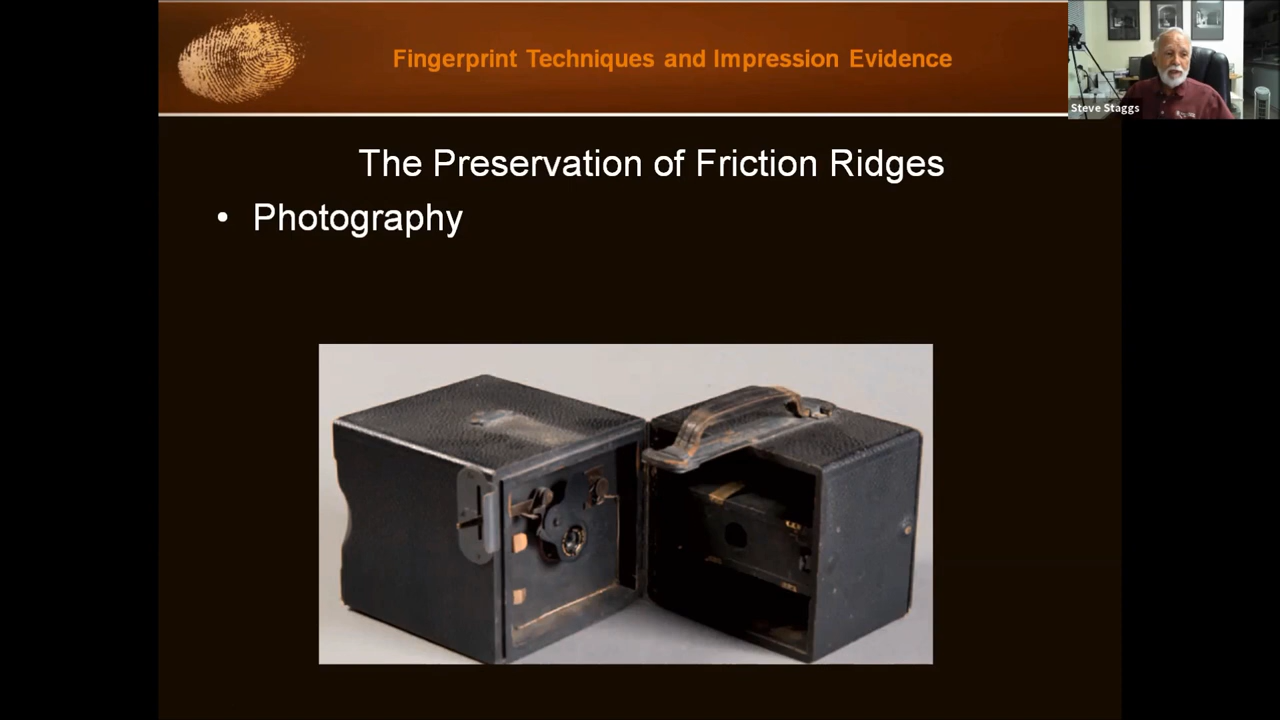 Fingerprint Techniques and Impression Evidence
Steve Staggs
The Preservation of Friction Ridges
• Photography